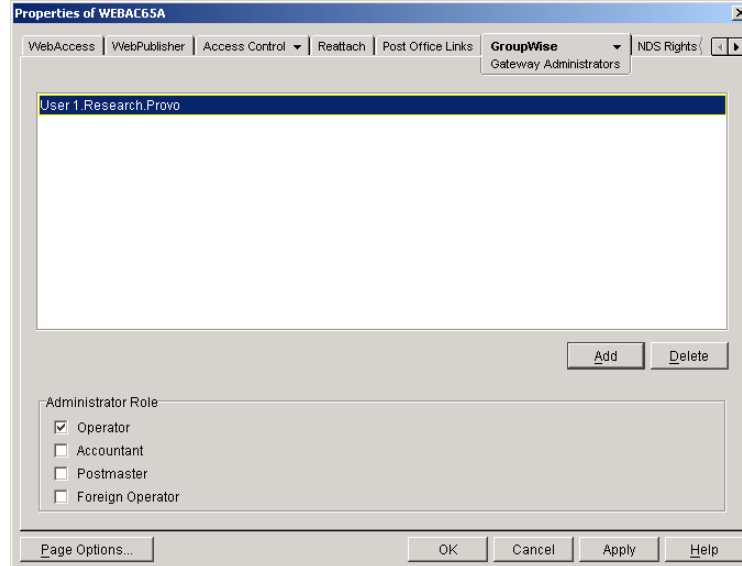 Properties of WEBAC65A
WebAccess WebPublisher Access Control Reattach Post Office Links GroupWise NDS Rights
Gateway Administrators
User 1.Research.Provo
Add Delete
Administrator Role
Operator
Accountant
Postmaster
Foreign Operator
Page Options... OK Cancel Apply Help